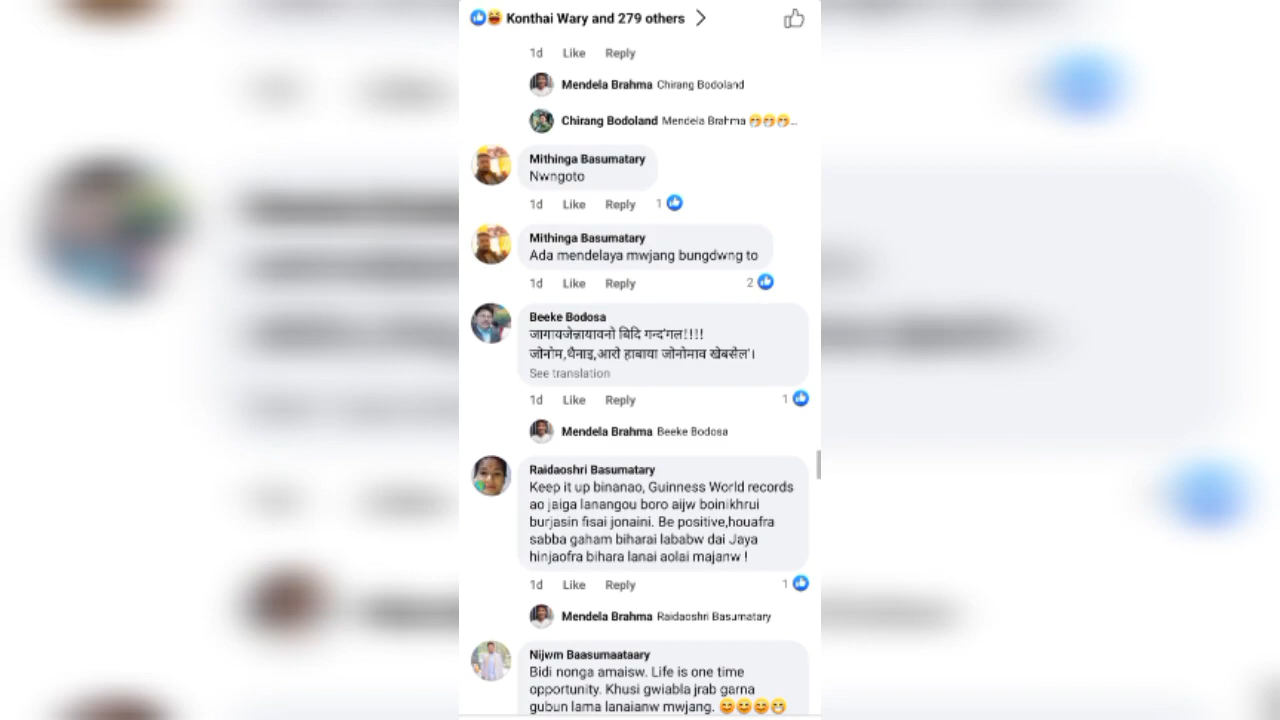 Konthai Wary and 279 others
1d Like Reply
Mendela Brahma Chirang Bodoland
Chirang Bodoland Mendela Brahma 🤭🤭🤭...
Mithinga Basumatary
Nwngoto
1d Like Reply 1
Mithinga Basumatary
Ada mendelaya mwjang bungdwng to
1d Like Reply 2
Beeke Bodosa
जागायजेन्नायावनो बिदि गन्द'गल!!!!
जोनोम,थैनाइ,आरो हाबाया जोनोमाव खेबसेल'।
See translation
1d Like Reply 1
Mendela Brahma Beeke Bodosa
Raidaoshri Basumatary
Keep it up binanao, Guinness World records
ao jaiga lanangou boro aijw boinikhrui
burjasin fisai jonaini. Be positive,houafra
sabba gaham biharai lababw dai Jaya
hinjaofra bihara lanai aolai majanw !
1d Like Reply 1
Mendela Brahma Raidaoshri Basumatary
Nijwm Baasumaataary
Bidi nonga amaisw. Life is one time
opportunity. Khusi gwiabla jrab garna
gubun lama lanaianw mwjang. 😊😊😊😁